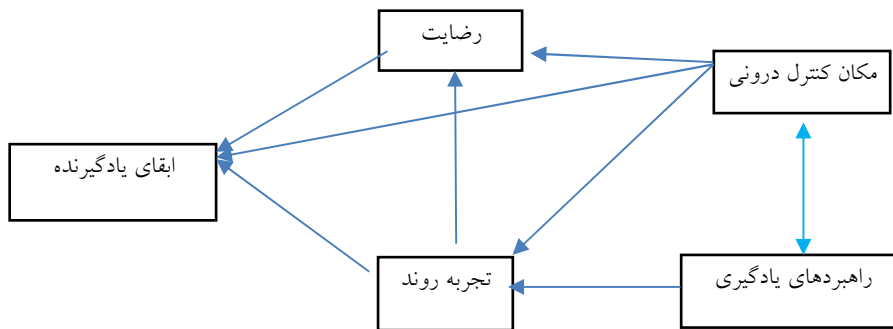 رضایت
مکان کنترل درونی
ابقای یادگیرنده
تجربه روند
راهبردهای یادگیری